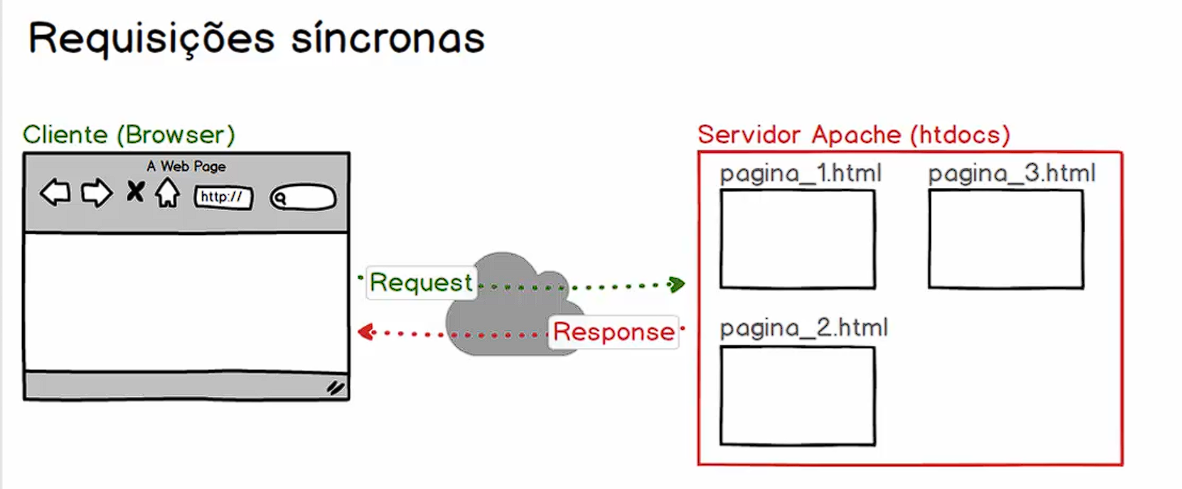 Requisições síncronas
Cliente (Browser)
A Web Page
http://
Request
Response
Servidor Apache (htdocs)
pagina_1.html
pagina_3.html
pagina_2.html